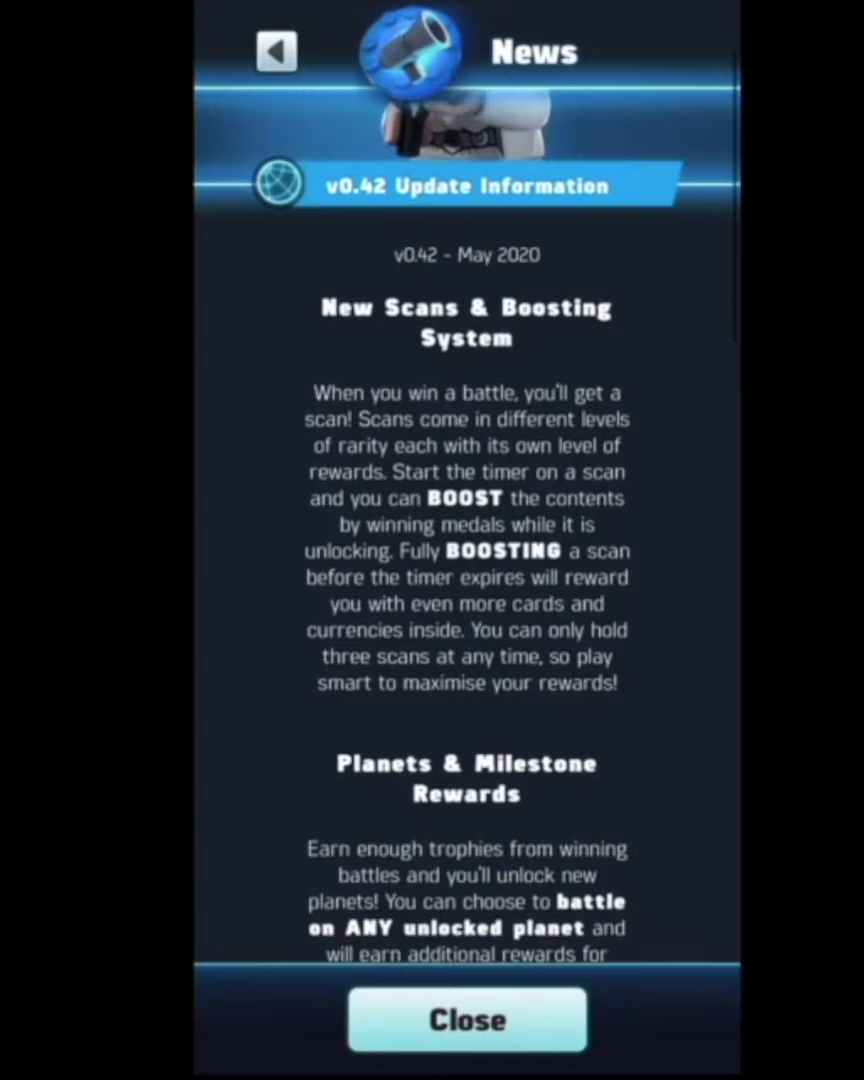 News
v0.42 Update Information
v0.42 - May 2020
New Scans & Boosting
System
When you win a battle, you'll get a
scan! Scans come in different levels
of rarity each with its own level of
rewards. Start the timer on a scan
and you can BOOST the contents
by winning medals while it is
unlocking. Fully BOOSTING a scan
before the timer expires will reward
you with even more cards and
currencies inside. You can only hold
three scans at any time, so play
smart to maximise your rewards!
Planets & Milestone
Rewards
Earn enough trophies from winning
battles and you'll unlock new
planets! You can choose to battle
on ANY unlocked planet and
will earn additional rewards for
Close